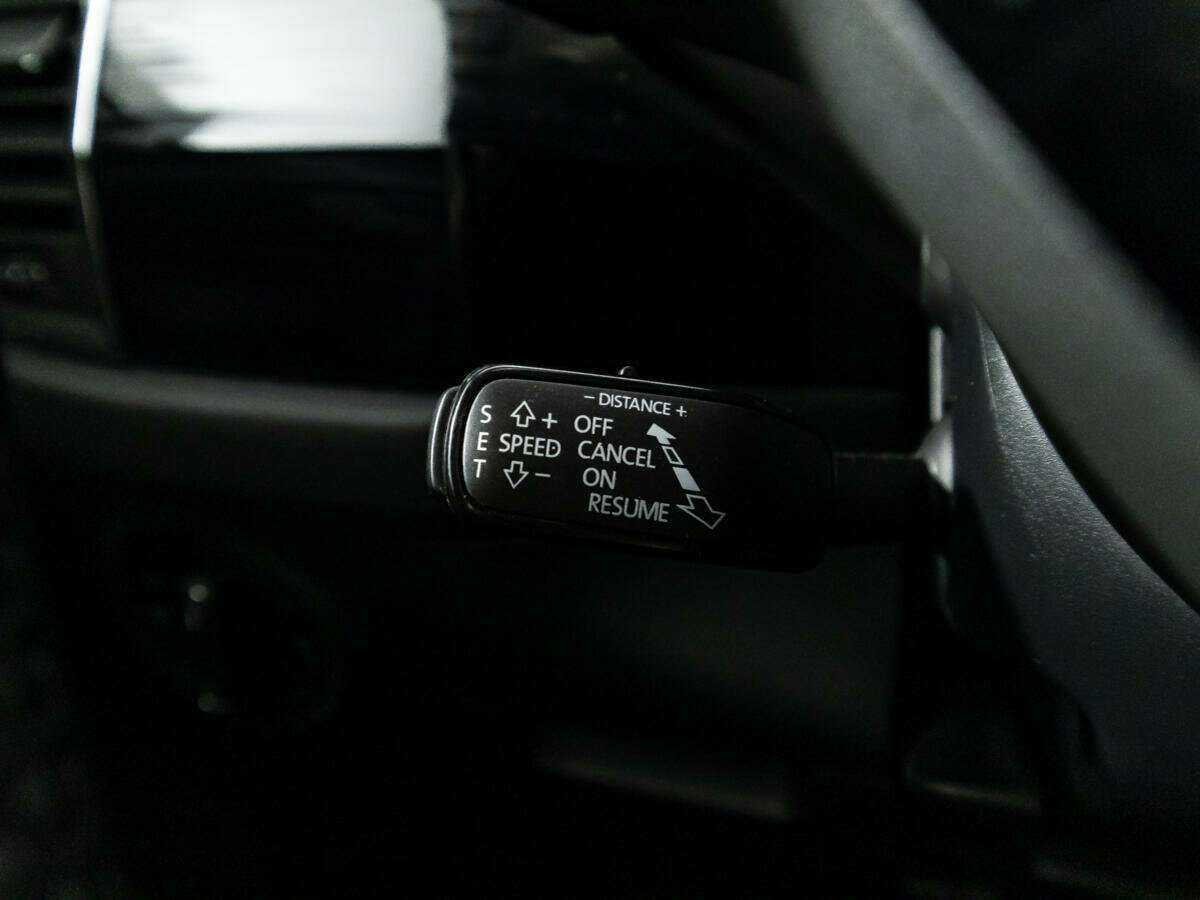 - DISTANCE +
S + OFF
E SPEED CANCEL
T - ON
RESUME